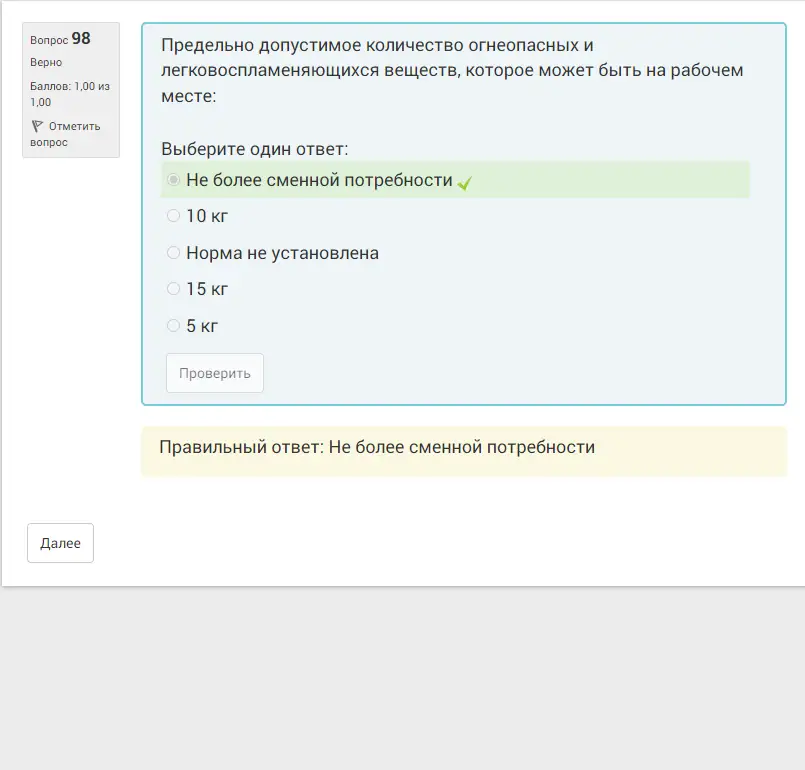 Вопрос 98
Верно
Баллов: 1,00 из
1,00
Отметить
вопрос
Предельно допустимое количество огнеопасных и
легковоспламеняющихся веществ, которое может быть на рабочем
месте:
Выберите один ответ:
Не более сменной потребности
10 кг
Норма не установлена
15 кг
5 кг
Проверить
Правильный ответ: Не более сменной потребности
Далее